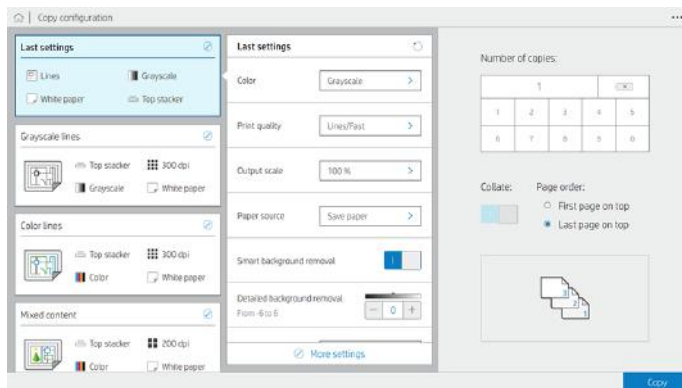 Copy configuration
Last settings
Lines
Grayscale
White paper
Top stacker
Grayscale lines
Top stacker
300 dpi
Grayscale
White paper
Color lines
Top stacker
300 dpi
Color
White paper
Mixed content
Top stacker
200 dpi
Color
White paper
Last settings
Color
Grayscale
Print quality
Lines/Fast
Output scale
100 %
Paper source
Save paper
Smart background removal
Detailed background removal
From -6 to 6
0
More settings
Number of copies:
1
1 2 3 4 5
6 7 8 9 0
Collate:
Page order:
First page on top
Last page on top
3
2
1
Copy